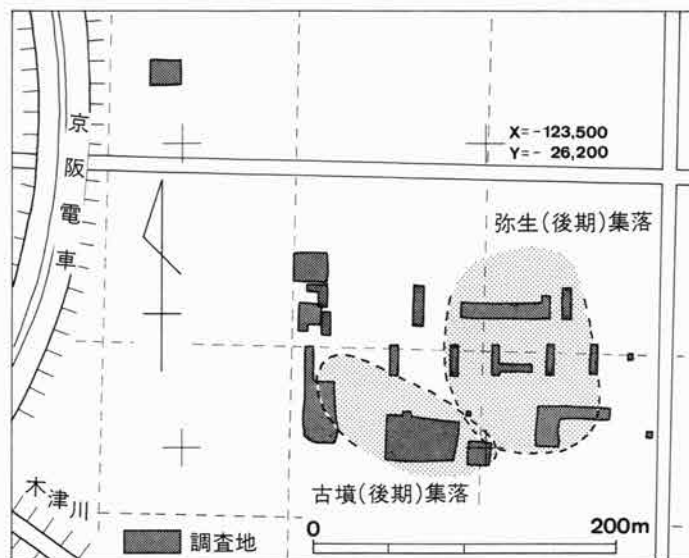 京阪電車
X=-123,500
Y=- 26,200
弥生(後期)集落
古墳(後期)集落
木津川
調査地
0
200m